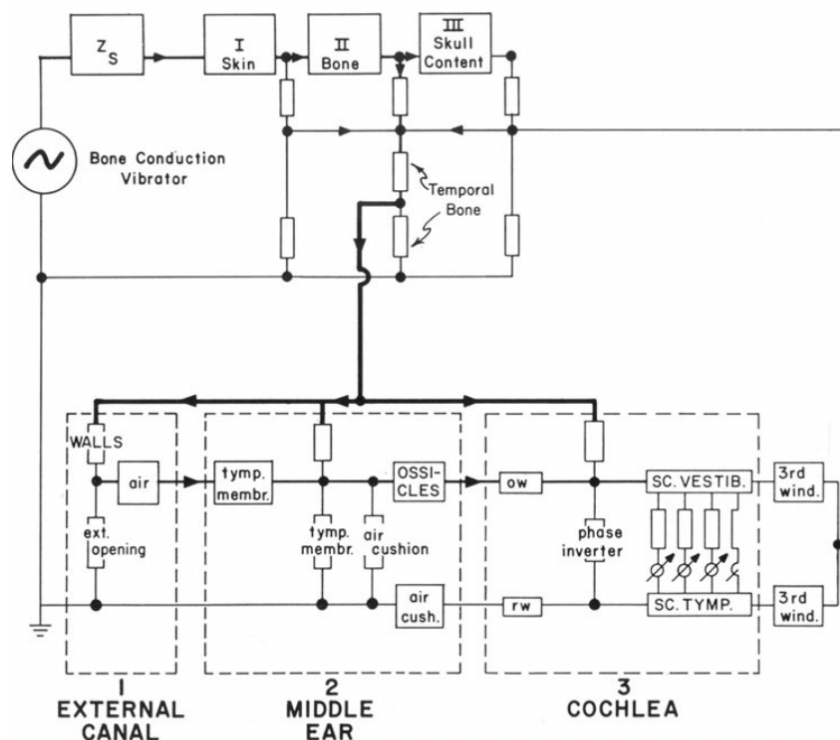 Z
S
I
Skin
II
Bone
III
Skull
Content
Bone Conduction
Vibrator
Temporal
Bone
WALLS
air
ext.
opening
tymp.
membr.
OSSI-
CLES
tymp.
membr.
air
cushion
air
cush.
ow
rw
phase
inverter
SC. VESTIB.
SC. TYMP.
3rd
wind.
3rd
wind.
1
EXTERNAL
CANAL
2
MIDDLE
EAR
3
COCHLEA